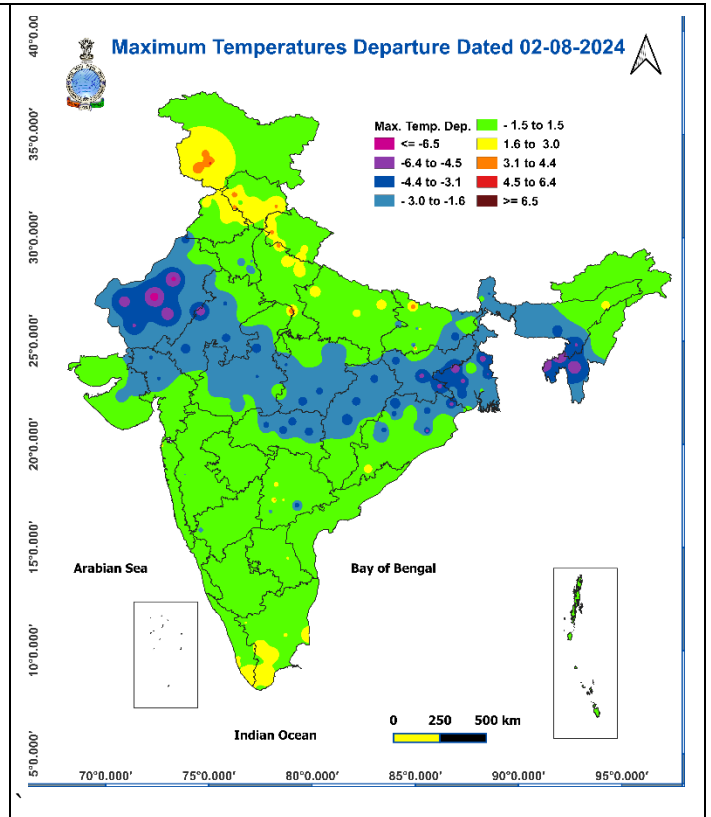 Maximum Temperatures Departure Dated 02-08-2024
Max. Temp. Dep.
<= -6.5
-6.4 to -4.5
-4.4 to -3.1
- 3.0 to -1.6
- 1.5 to 1.5
1.6 to 3.0
3.1 to 4.4
4.5 to 6.4
>= 6.5
40°0.00
35°0.000'
30°0.000'
25°0.000'
20°0.000'
15°0.000'
10°0.000'
5°0.000'
Arabian Sea
Bay of Bengal
Indian Ocean
0 250 500 km
70°0.000' 75°0.000' 80°0.000' 85°0.000' 90°0.000' 95°0.000'
`